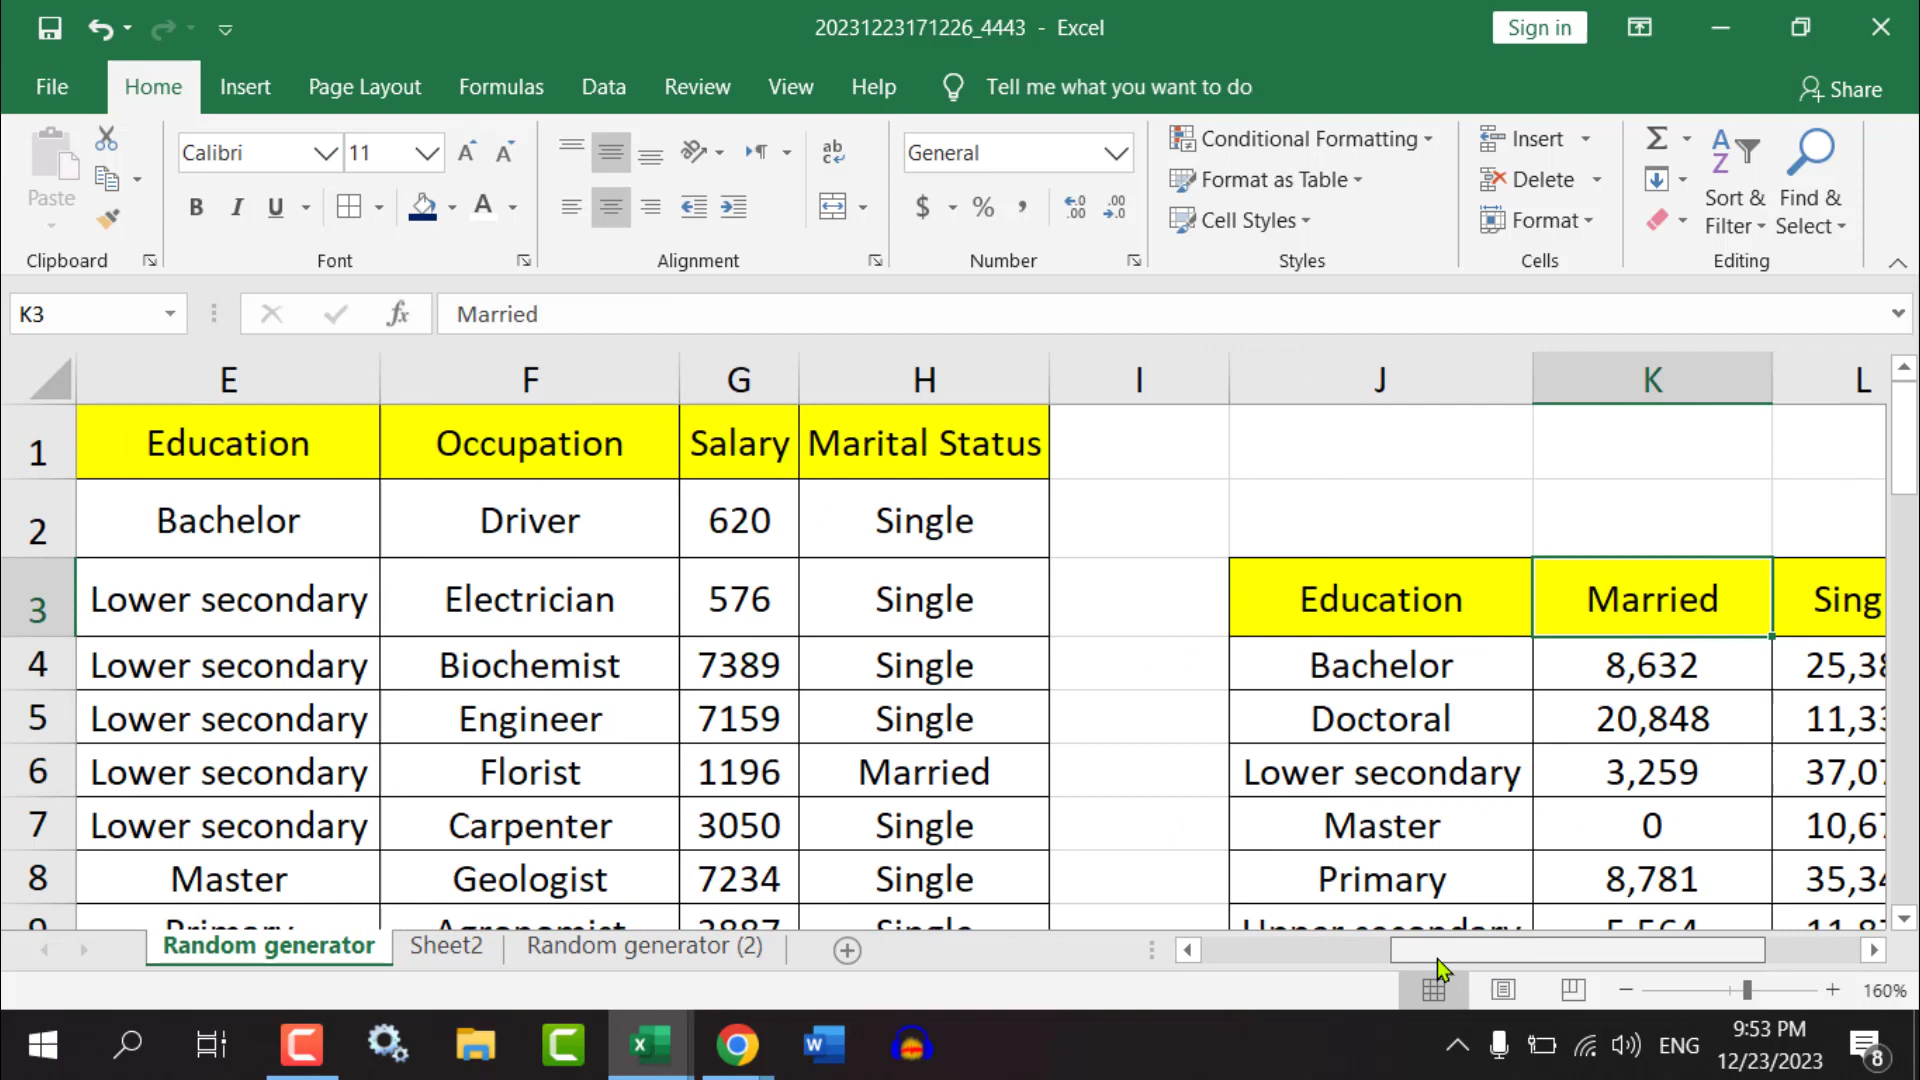 20231223171226_4443 - Excel
Sign in
File Home Insert Page Layout Formulas Data Review View Help Tell me what you want to do Share
Paste
Calibri 11
B I U A
ab
General
$ % ,
Conditional Formatting
Format as Table
Cell Styles
Insert
Delete
Format
Sort &
Filter
Find &
Select
Clipboard Font Alignment Number Styles Cells Editing
K3 fx Married
E F G H I J K L
1 Education Occupation Salary Marital Status
2 Bachelor Driver 620 Single
3 Lower secondary Electrician 576 Single Education Married Sing
4 Lower secondary Biochemist 7389 Single Bachelor 8,632 25,38
5 Lower secondary Engineer 7159 Single Doctoral 20,848 11,33
6 Lower secondary Florist 1196 Married Lower secondary 3,259 37,07
7 Lower secondary Carpenter 3050 Single Master 0 10,67
8 Master Geologist 7234 Single Primary 8,781 35,34
9 Primary Agronomist 3887 Single Upper secondary 5,564 11,87
Random generator Sheet2 Random generator (2)
160%
ENG
9:53 PM
12/23/2023
8